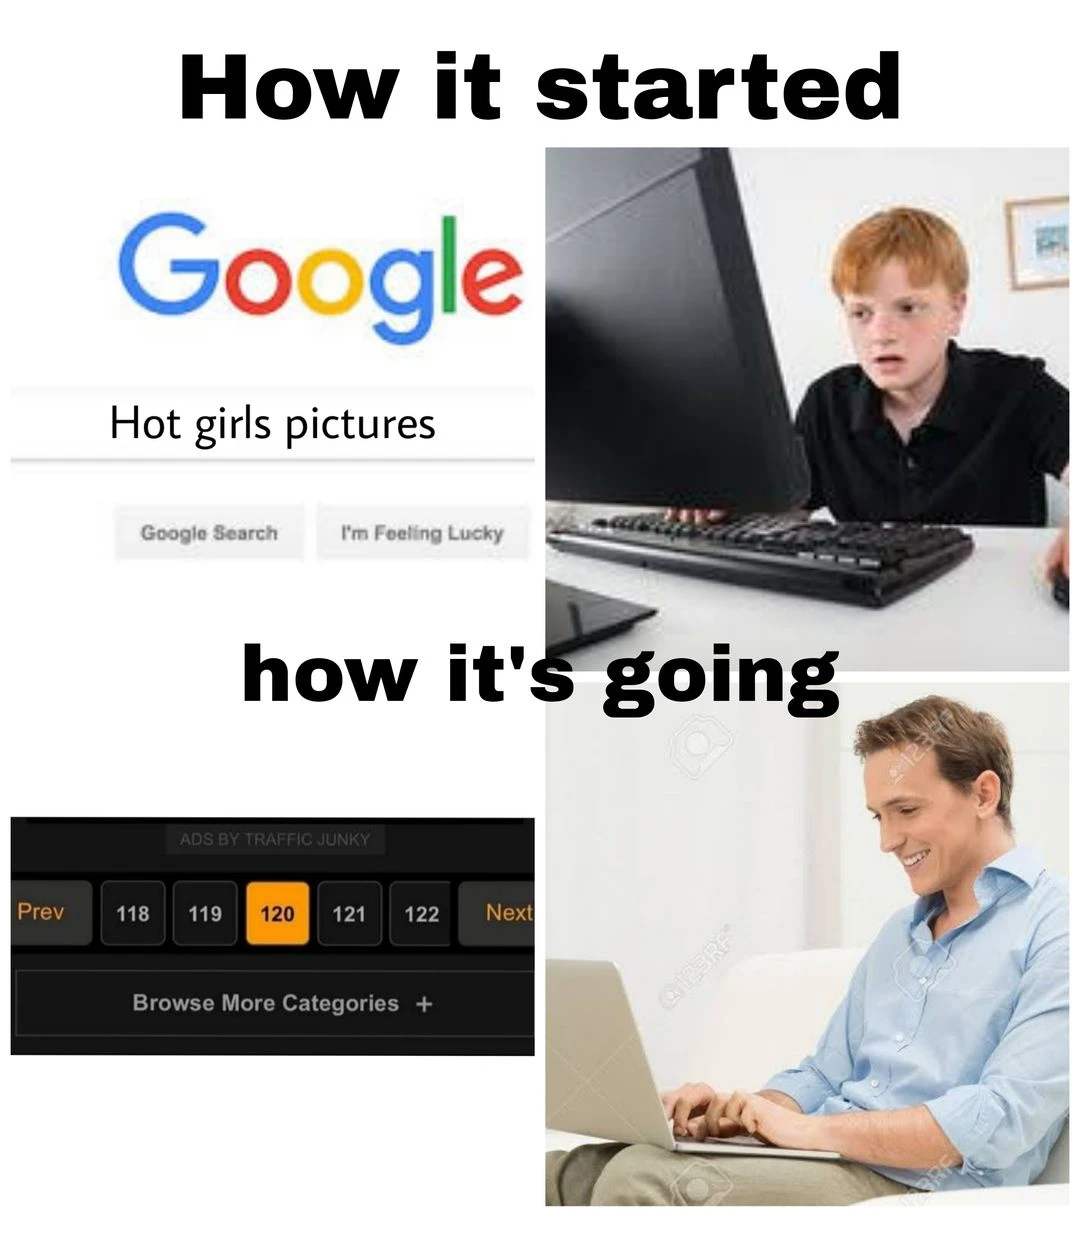 How it started
Google
Hot girls pictures
Google Search
I'm Feeling Lucky
how it's going
ADS BY TRAFFIC JUNKY
Prev
118
119
120
121
122
Next
Browse More Categories +
©123RF